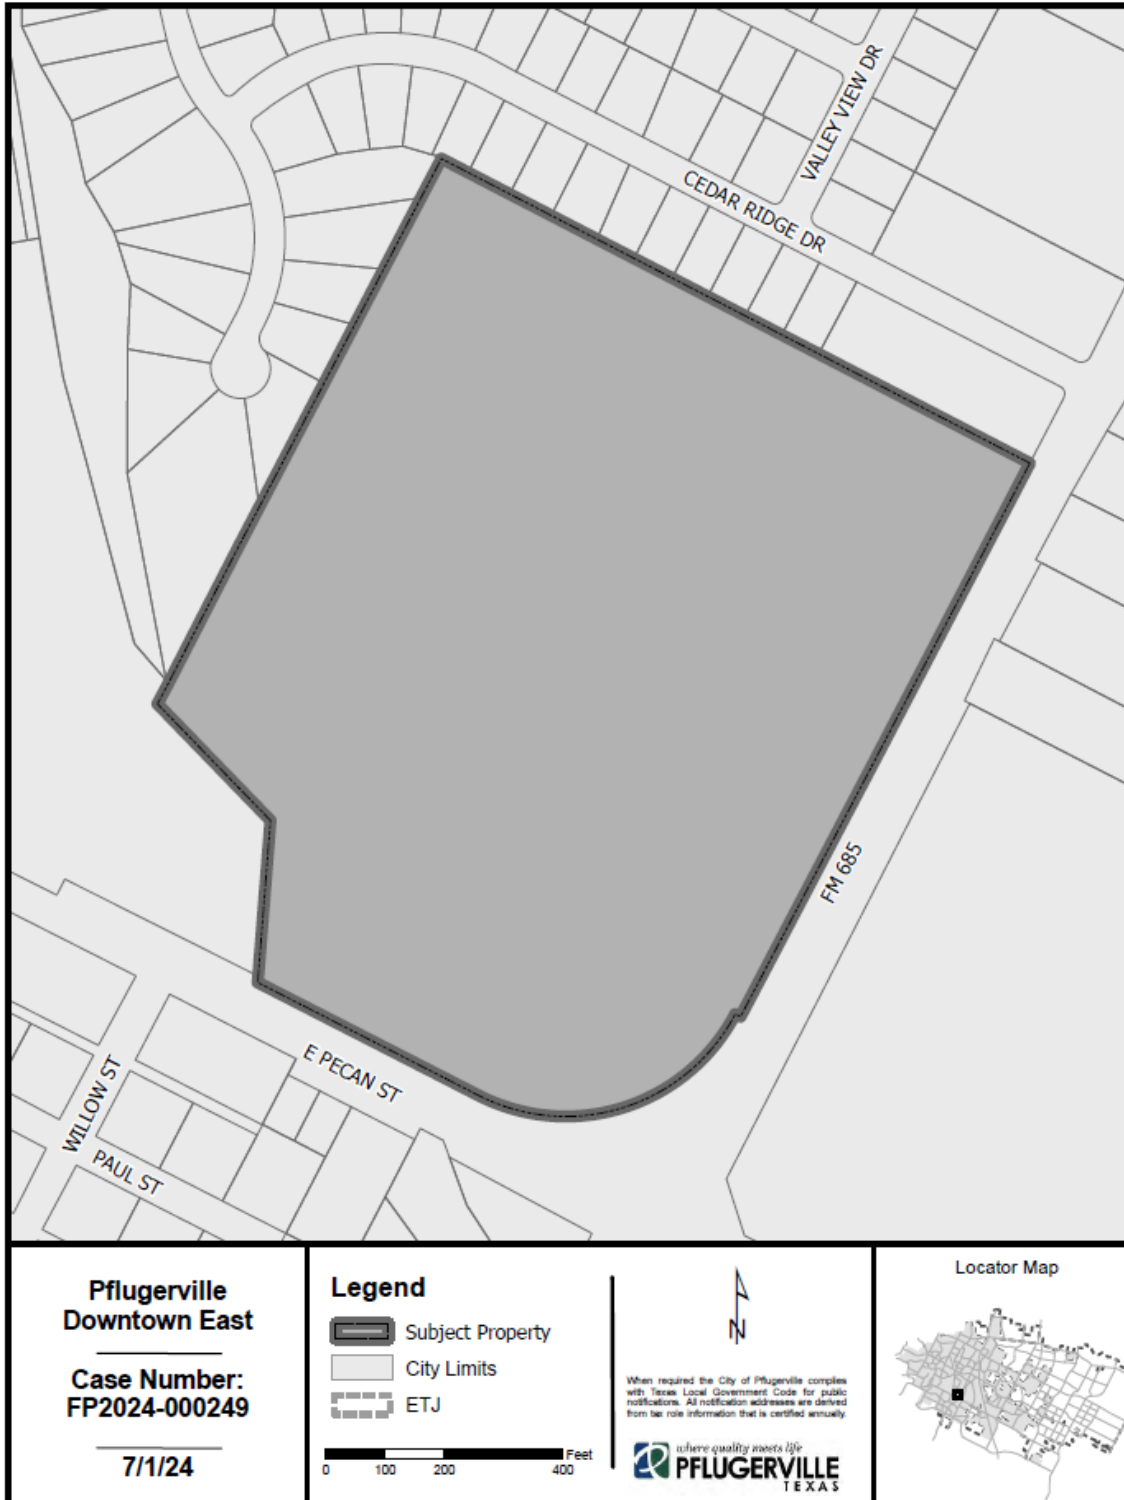 VALLEY VIEW DR
CEDAR RIDGE DR
FM 685
E PECAN ST
WILLOW ST
PAUL ST
Pflugerville
Downtown East
Case Number:
FP2024-000249
7/1/24
Legend
Subject Property
City Limits
ETJ
Feet
0 100 200 400
N
When required the City of Pflugerville complies
with Texas Local Government Code for public
notifications. All notification addresses are derived
from tax role information that is certified annually.
where quality meets life
PFLUGERVILLE
TEXAS
Locator Map